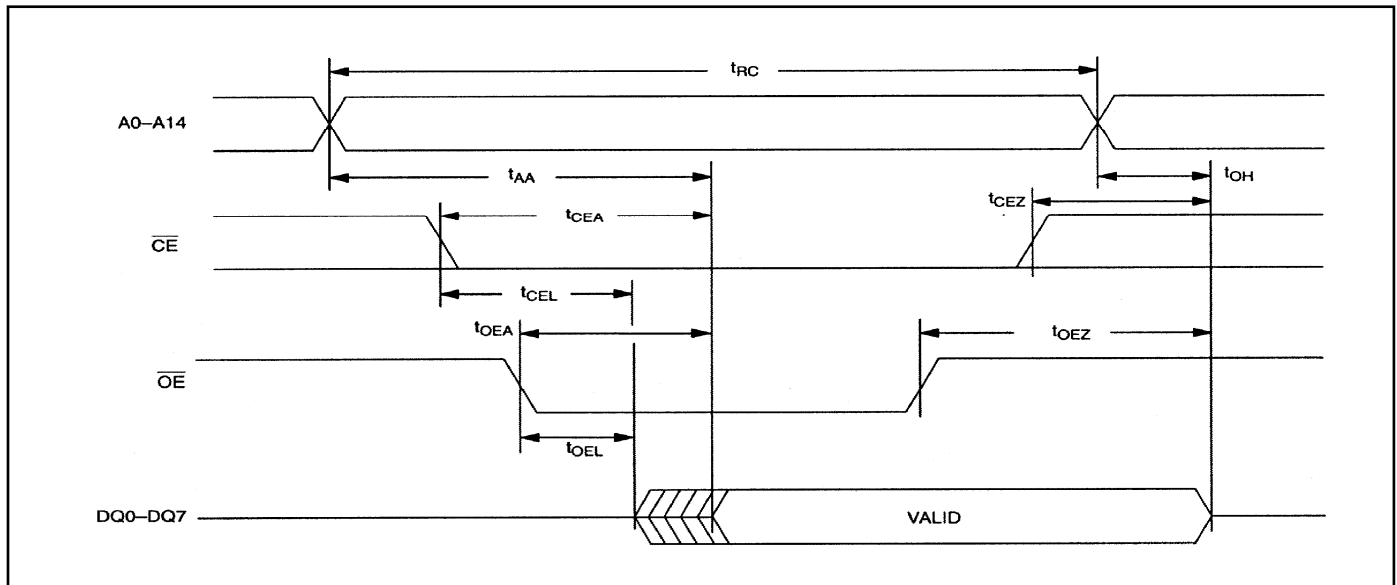 tRC
A0–A14
tAA
tOH
tCEA
tCEZ
CE
tCEL
tOEA
tOEZ
OE
tOEL
DQ0–DQ7
VALID